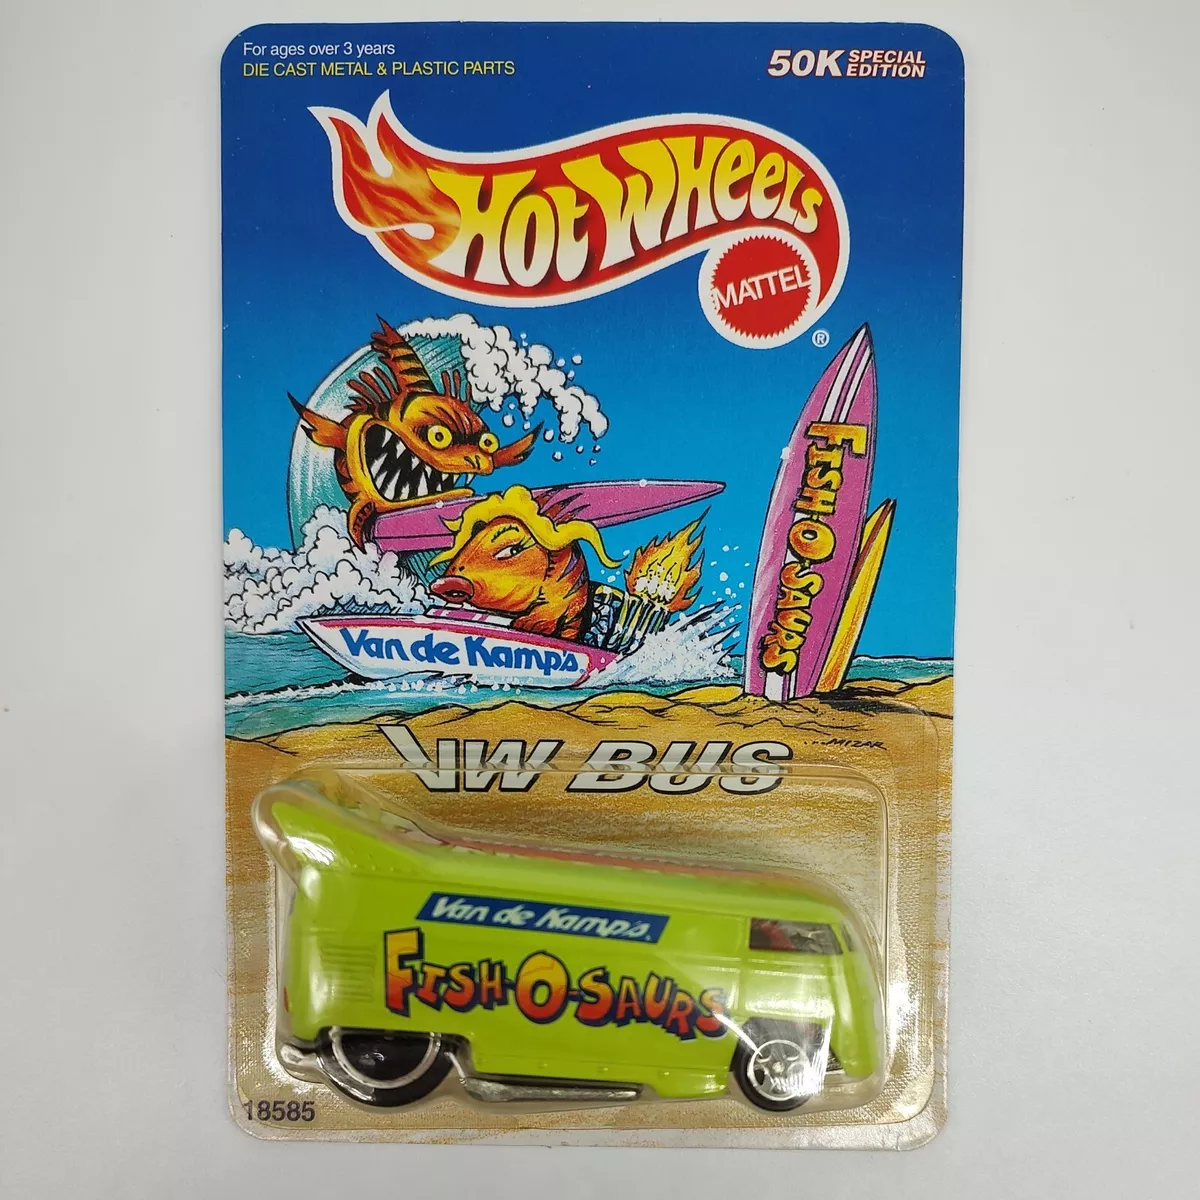 For ages over 3 years
DIE CAST METAL & PLASTIC PARTS
50K SPECIAL EDITION
HOT WHEELS
MATTEL
®
FISH-O-SAURS
Van de Kamp's®
...MIZAR
VW BUS
Van de Kamp's®
FISH-O-SAURS
18585